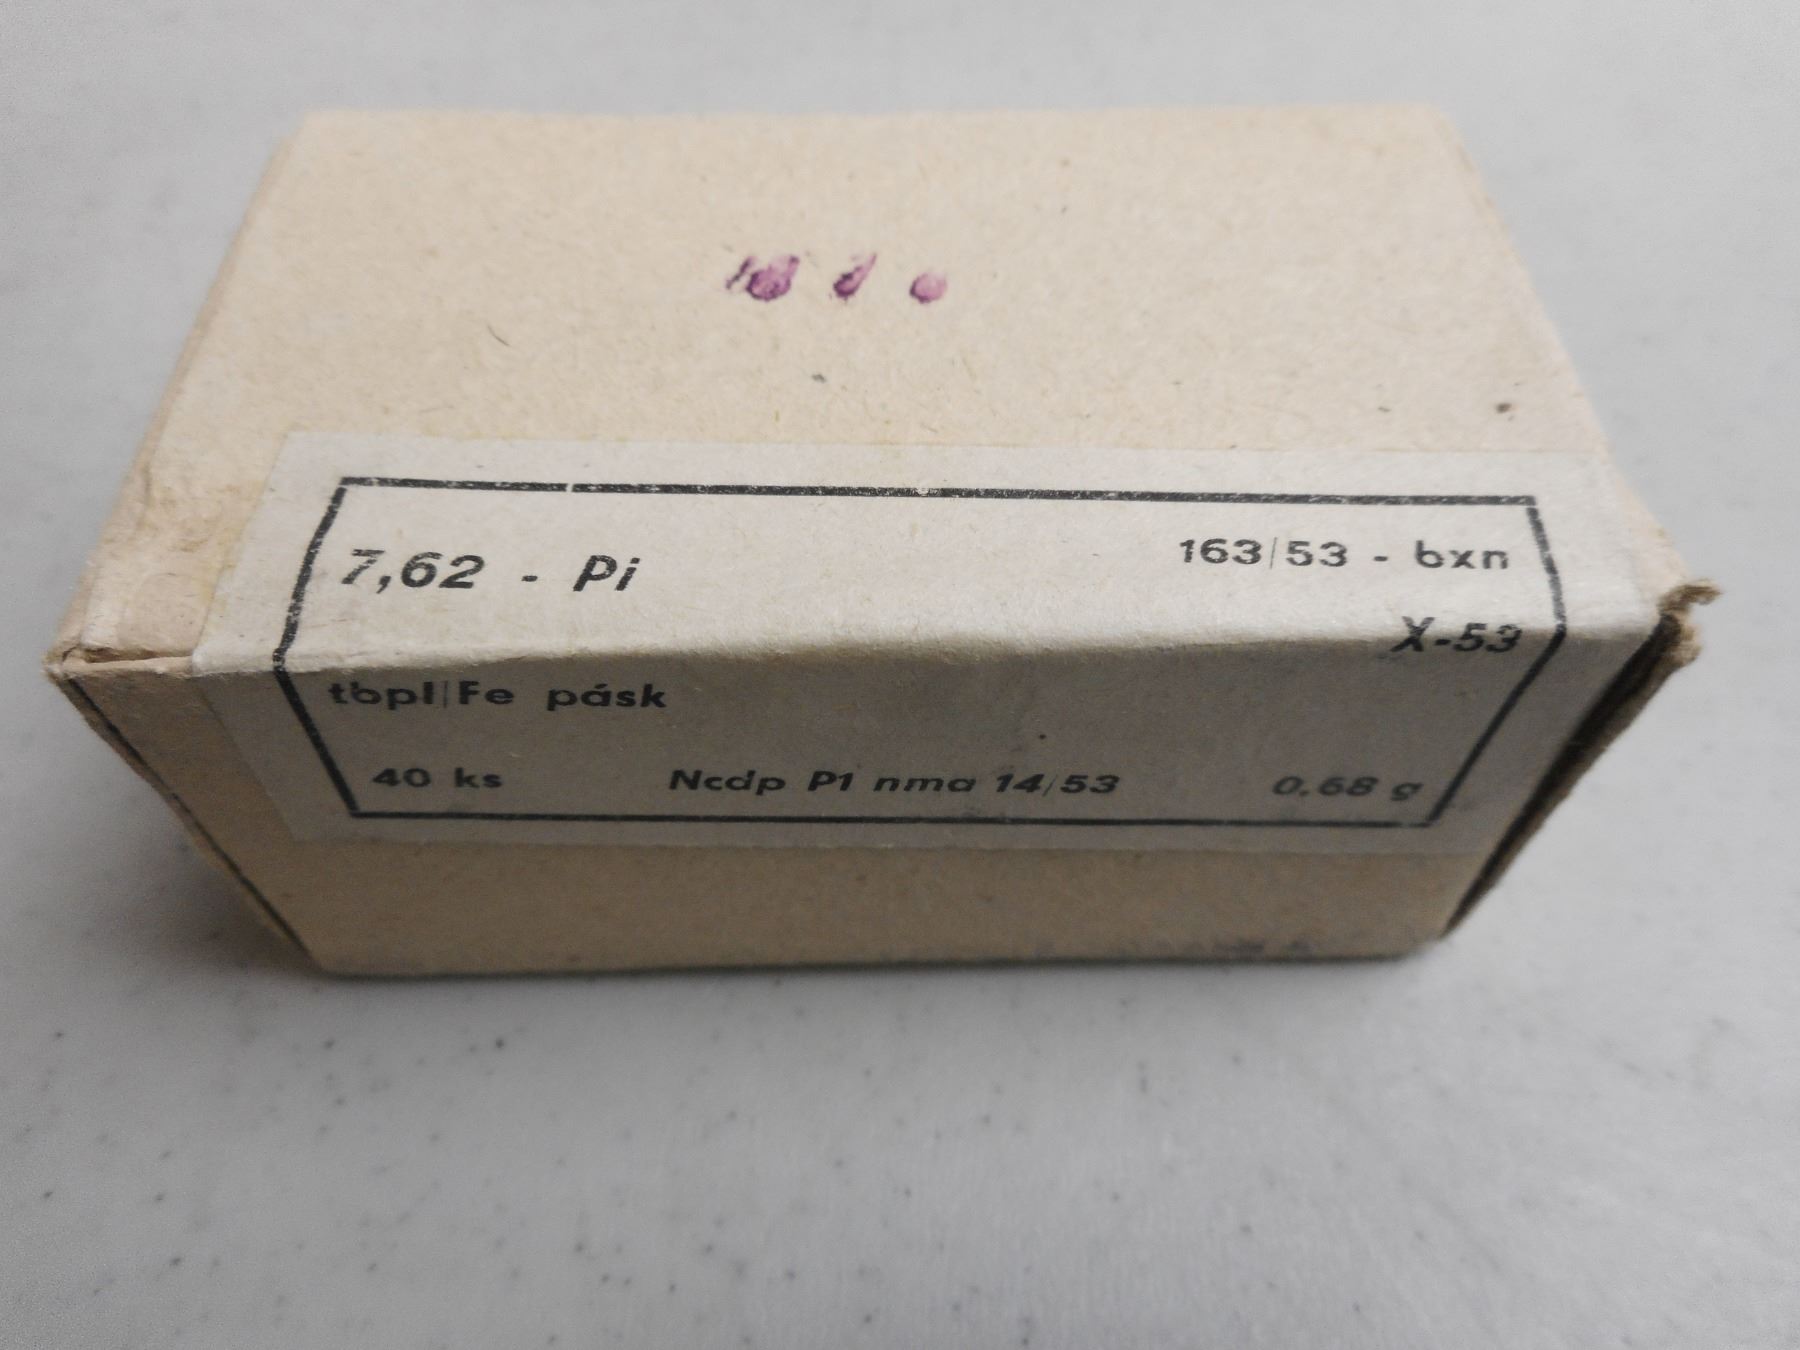 7,62 - Pi 163/53 - bxn
X-53
tbpl/Fe pásk
40 ks Ncdp P1 nma 14/53 0,68 g